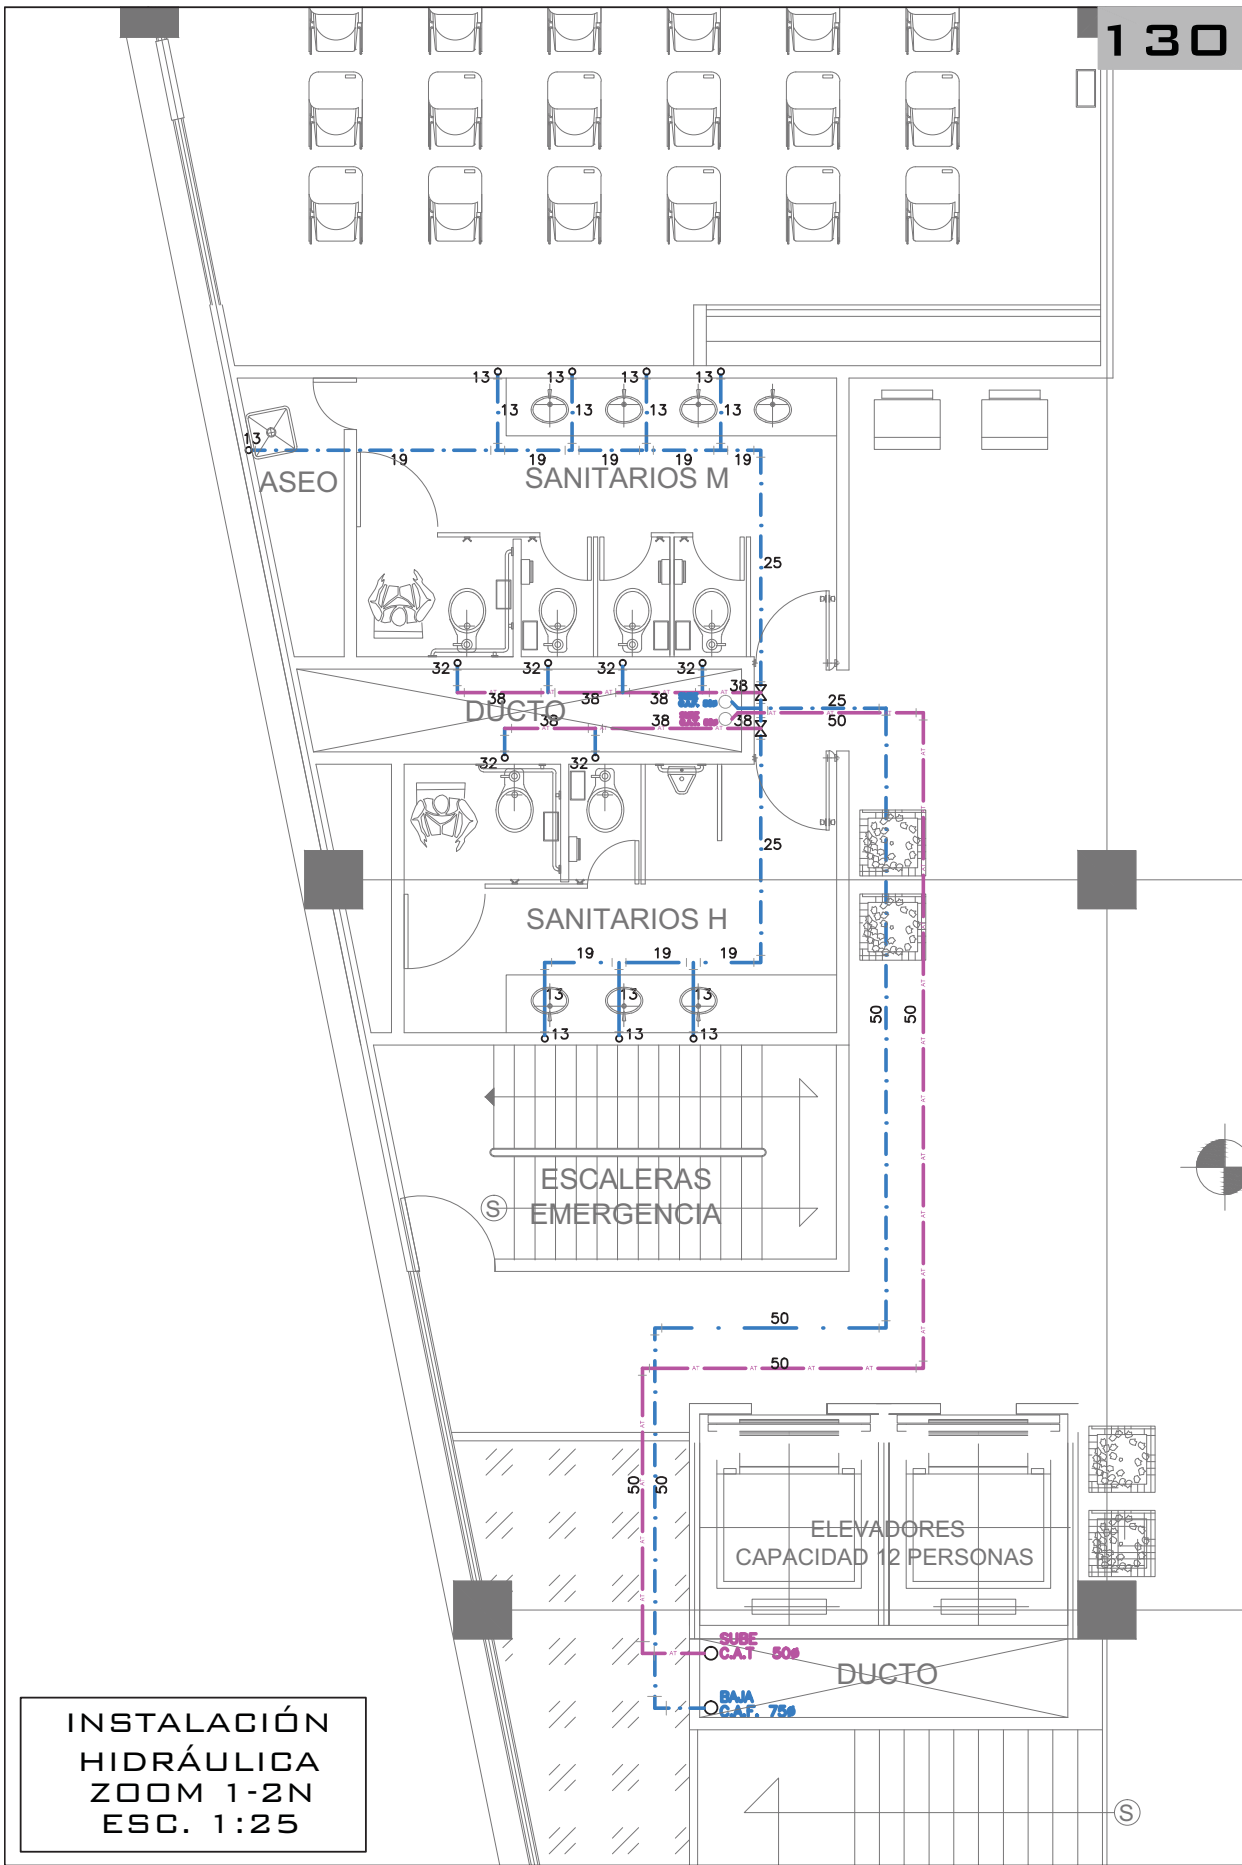 130
13 13 13 13
13 13 13 13
13
19 19 19 19 19
ASEO
SANITARIOS M
25
32 32 32 32
38
38 38 38
25
DUCTO
38 38 38
50
32 32
25
SANITARIOS H
19 19 19
13 13 13
13 13 13
50 50
ESCALERAS
EMERGENCIA
S
50
50
50 50
ELEVADORES
CAPACIDAD 12 PERSONAS
SUBE
C.A.T 50ø
DUCTO
BAJA
C.A.F. 75ø
INSTALACIÓN
HIDRÁULICA
ZOOM 1-2N
ESC. 1:25
S